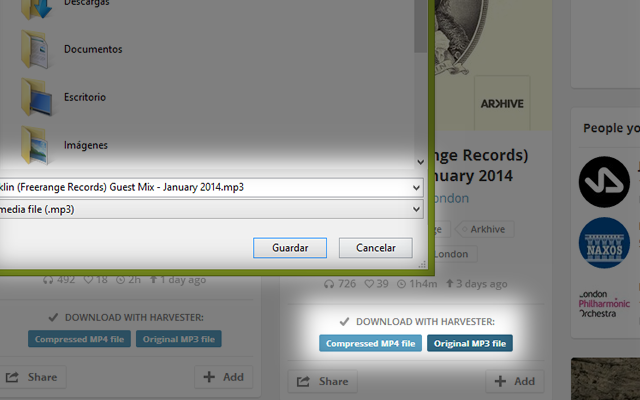 Descargas
Documentos
Escritorio
Imágenes
klin (Freerange Records) Guest Mix - January 2014.mp3
media file (.mp3)
Guardar
Cancelar
492 18 2h 1 day ago
DOWNLOAD WITH HARVESTER:
Compressed MP4 file Original MP3 file
Share Add
ARKHIVE
nge Records)
nuary 2014
ondon
ge Arkhive
London
726 39 1h4m 3 days ago
DOWNLOAD WITH HARVESTER:
Compressed MP4 file Original MP3 file
Share Add
People yo
NAXOS
London
Philharmonic
Orchestra